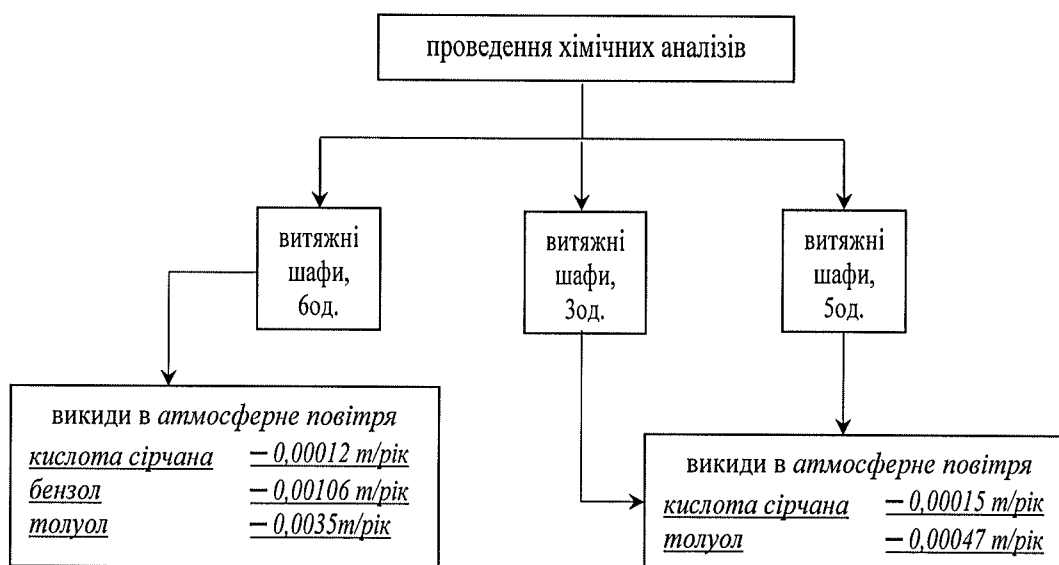 проведення хімічних аналізів
витяжні
шафи,
6од.
витяжні
шафи,
3од.
витяжні
шафи,
5од.
викиди в атмосферне повітря
кислота сірчана – 0,00012 т/рік
бензол – 0,00106 т/рік
толуол – 0,0035т/рік
викиди в атмосферне повітря
кислота сірчана – 0,00015 т/рік
толуол – 0,00047 т/рік